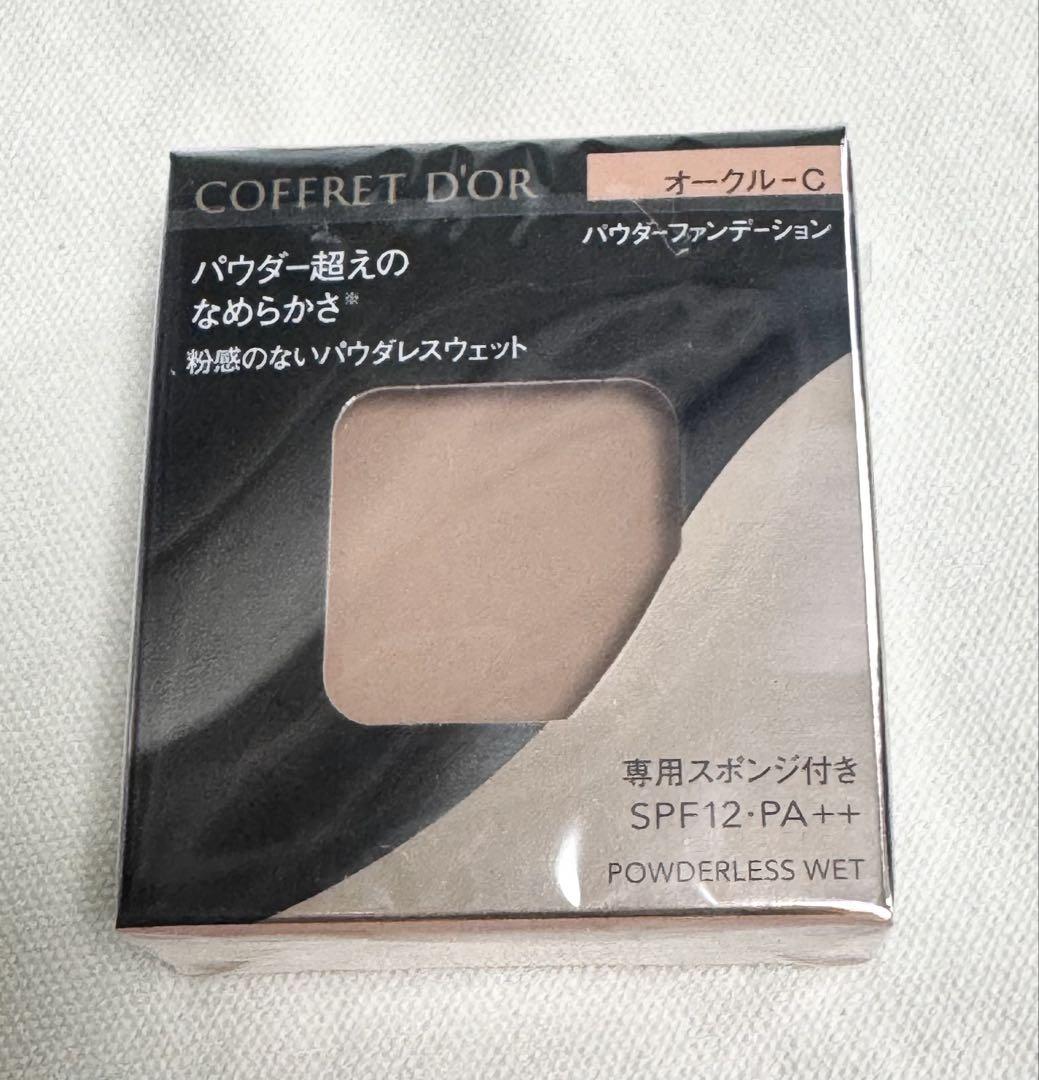 COFFRET D'OR
オークル-C
パウダーファンデーション
パウダー超えの
なめらかさ※
粉感のないパウダレスウェット
専用スポンジ付き
SPF12·PA++
POWDERLESS WET